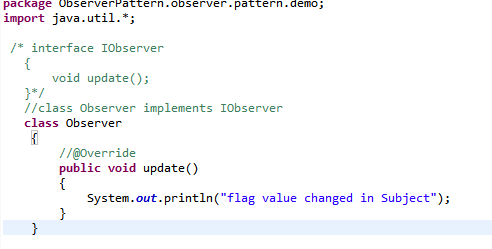 package ObserverPattern.observer.pattern.demo;
import java.util.*;
/* interface IObserver
{
void update();
}*/
//class Observer implements IObserver
class Observer
{
//@Override
public void update()
{
System.out.println("flag value changed in Subject");
}
}